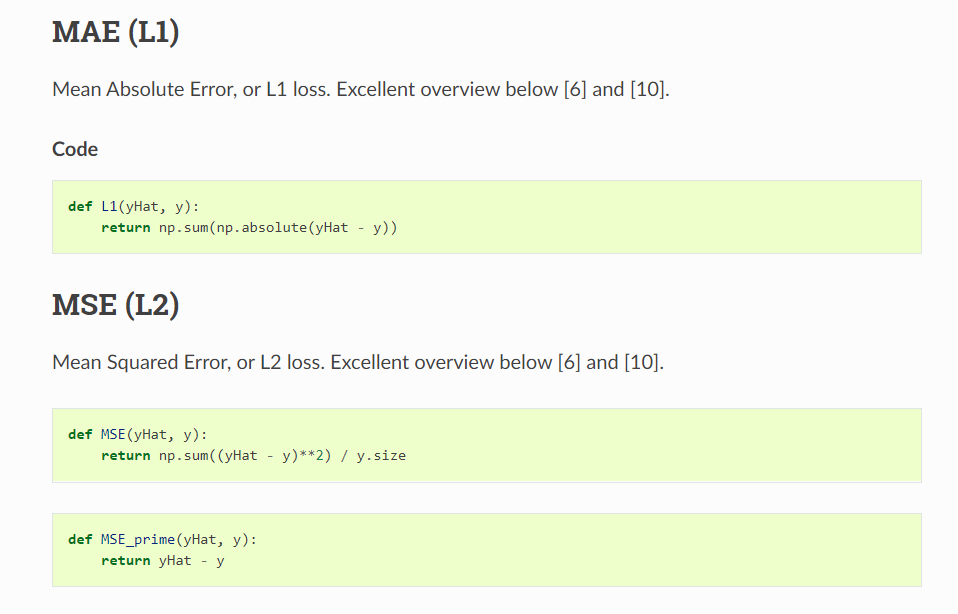 MAE (L1)
Mean Absolute Error, or L1 loss. Excellent overview below [6] and [10].
Code
def L1(yHat, y):
    return np.sum(np.absolute(yHat - y))
MSE (L2)
Mean Squared Error, or L2 loss. Excellent overview below [6] and [10].
def MSE(yHat, y):
    return np.sum((yHat - y)**2) / y.size
def MSE_prime(yHat, y):
    return yHat - y